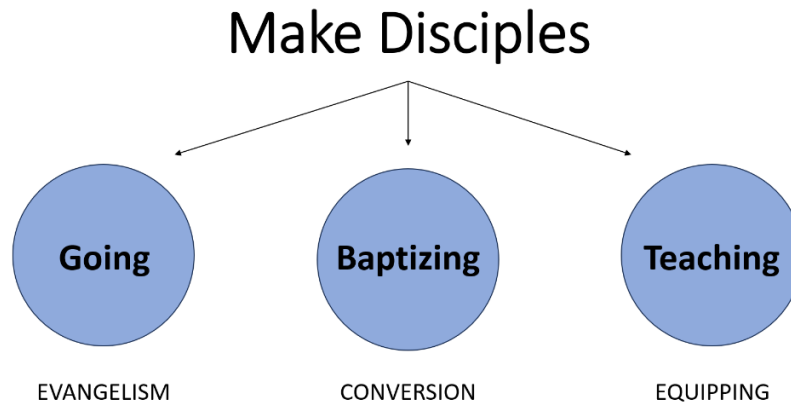 Make Disciples
Going
Baptizing
Teaching
EVANGELISM
CONVERSION
EQUIPPING